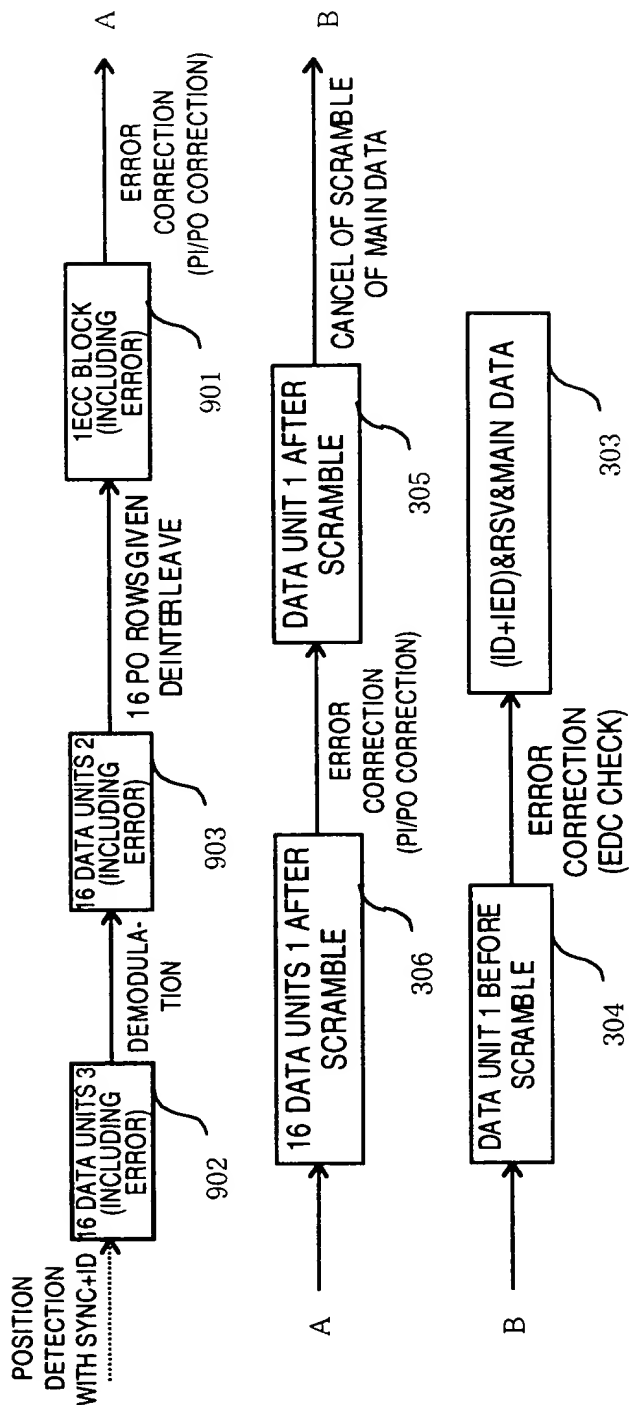 POSITION
DETECTION
WITH SYNC+ID
16 DATA UNITS 3
(INCLUDING
ERROR)
902
DEMODULA-
TION
16 DATA UNITS 2
(INCLUDING
ERROR)
903
16 PO ROWSGIVEN
DEINTERLEAVE
1ECC BLOCK
(INCLUDING
ERROR)
901
ERROR
CORRECTION
(PI/PO CORRECTION)
A
A
16 DATA UNITS 1 AFTER
SCRAMBLE
306
ERROR
CORRECTION
(PI/PO CORRECTION)
DATA UNIT 1 AFTER
SCRAMBLE
305
CANCEL OF SCRAMBLE
OF MAIN DATA
B
B
DATA UNIT 1 BEFORE
SCRAMBLE
304
ERROR
CORRECTION
(EDC CHECK)
(ID+IED)&RSV&MAIN DATA
303